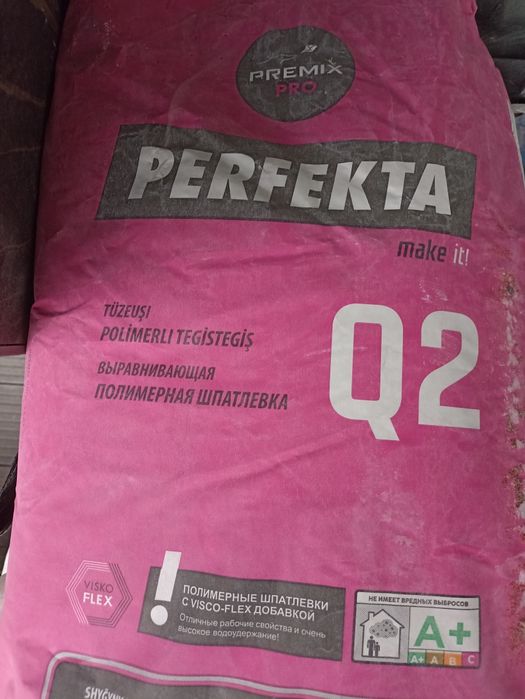 PREMIX
PRO
PERFEKTA
make it!
TÜZEUŞI
POLIMERLI TEGISTEGIŞ
ВЫРАВНИВАЮЩАЯ
ПОЛИМЕРНАЯ ШПАТЛЕВКА
Q2
VISKO
FLEX
!
ПОЛИМЕРНЫЕ ШПАТЛЕВКИ
С VISCO-FLEX ДОБАВКОЙ
Отличные рабочие свойства и очень
высокое водоудержание!
НЕ ИМЕЕТ ВРЕДНЫХ ВЫБРОСОВ
A+
A+ A B C